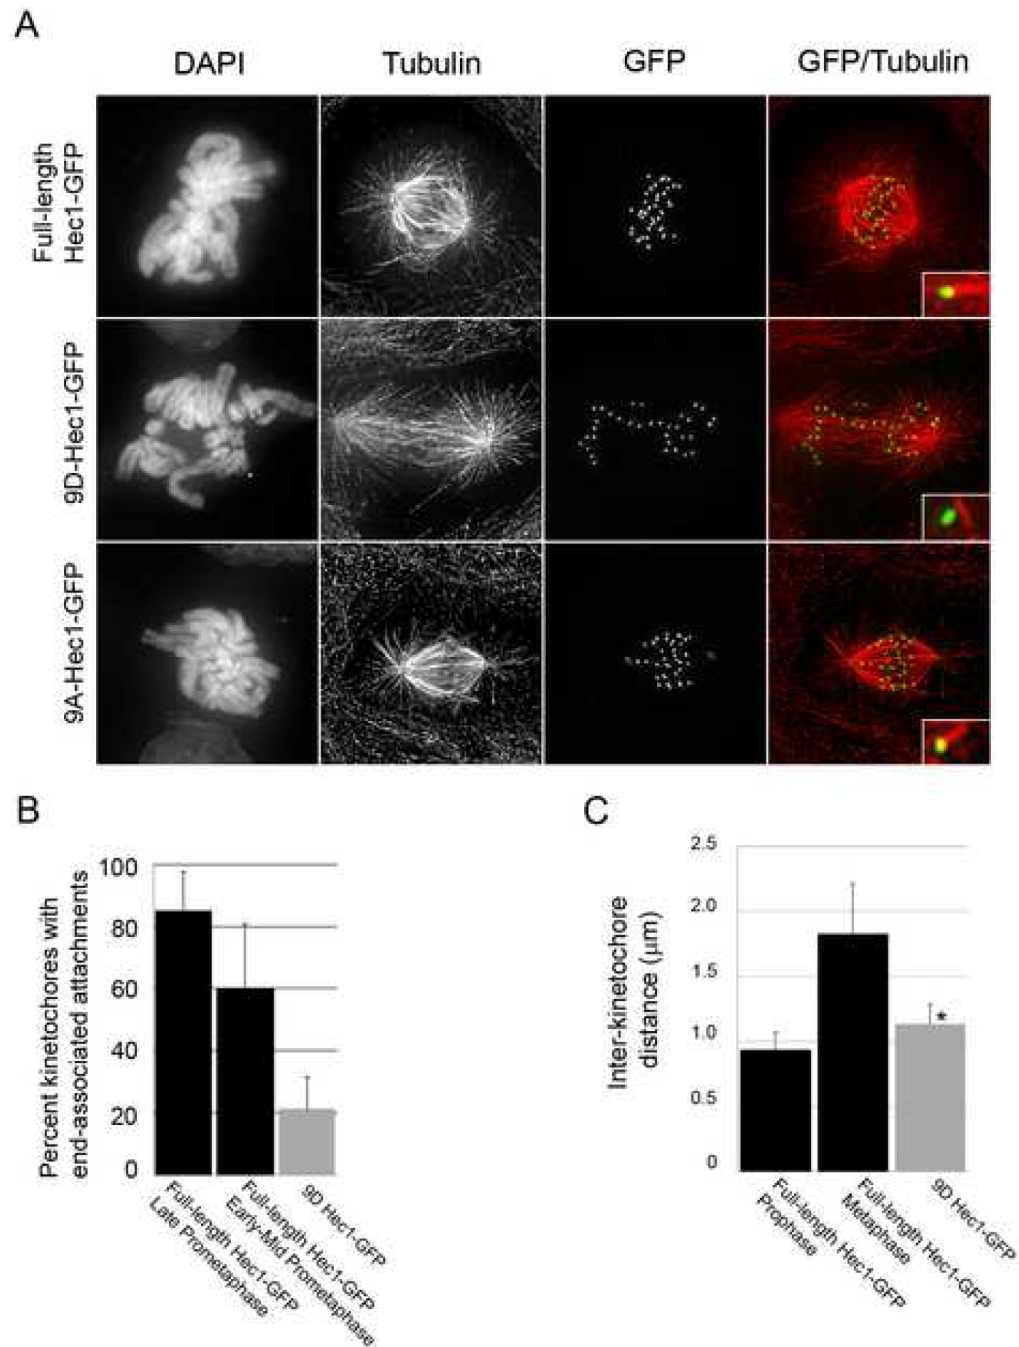 A
DAPI
Tubulin
GFP
GFP/Tubulin
Full-length
Hec1-GFP
9D-Hec1-GFP
9A-Hec1-GFP
B
Percent kinetochores with
end-associated attachments
100
80
60
40
20
0
Full-length Hec1-GFP
Late Prometaphase
Full-length Hec1-GFP
Early-Mid Prometaphase
9D Hec1-GFP
C
Inter-kinetochore
distance (μm)
2.5
2.0
1.5
1.0
0.5
0
*
Full-length Hec1-GFP
Prophase
Full-length Hec1-GFP
Metaphase
9D Hec1-GFP